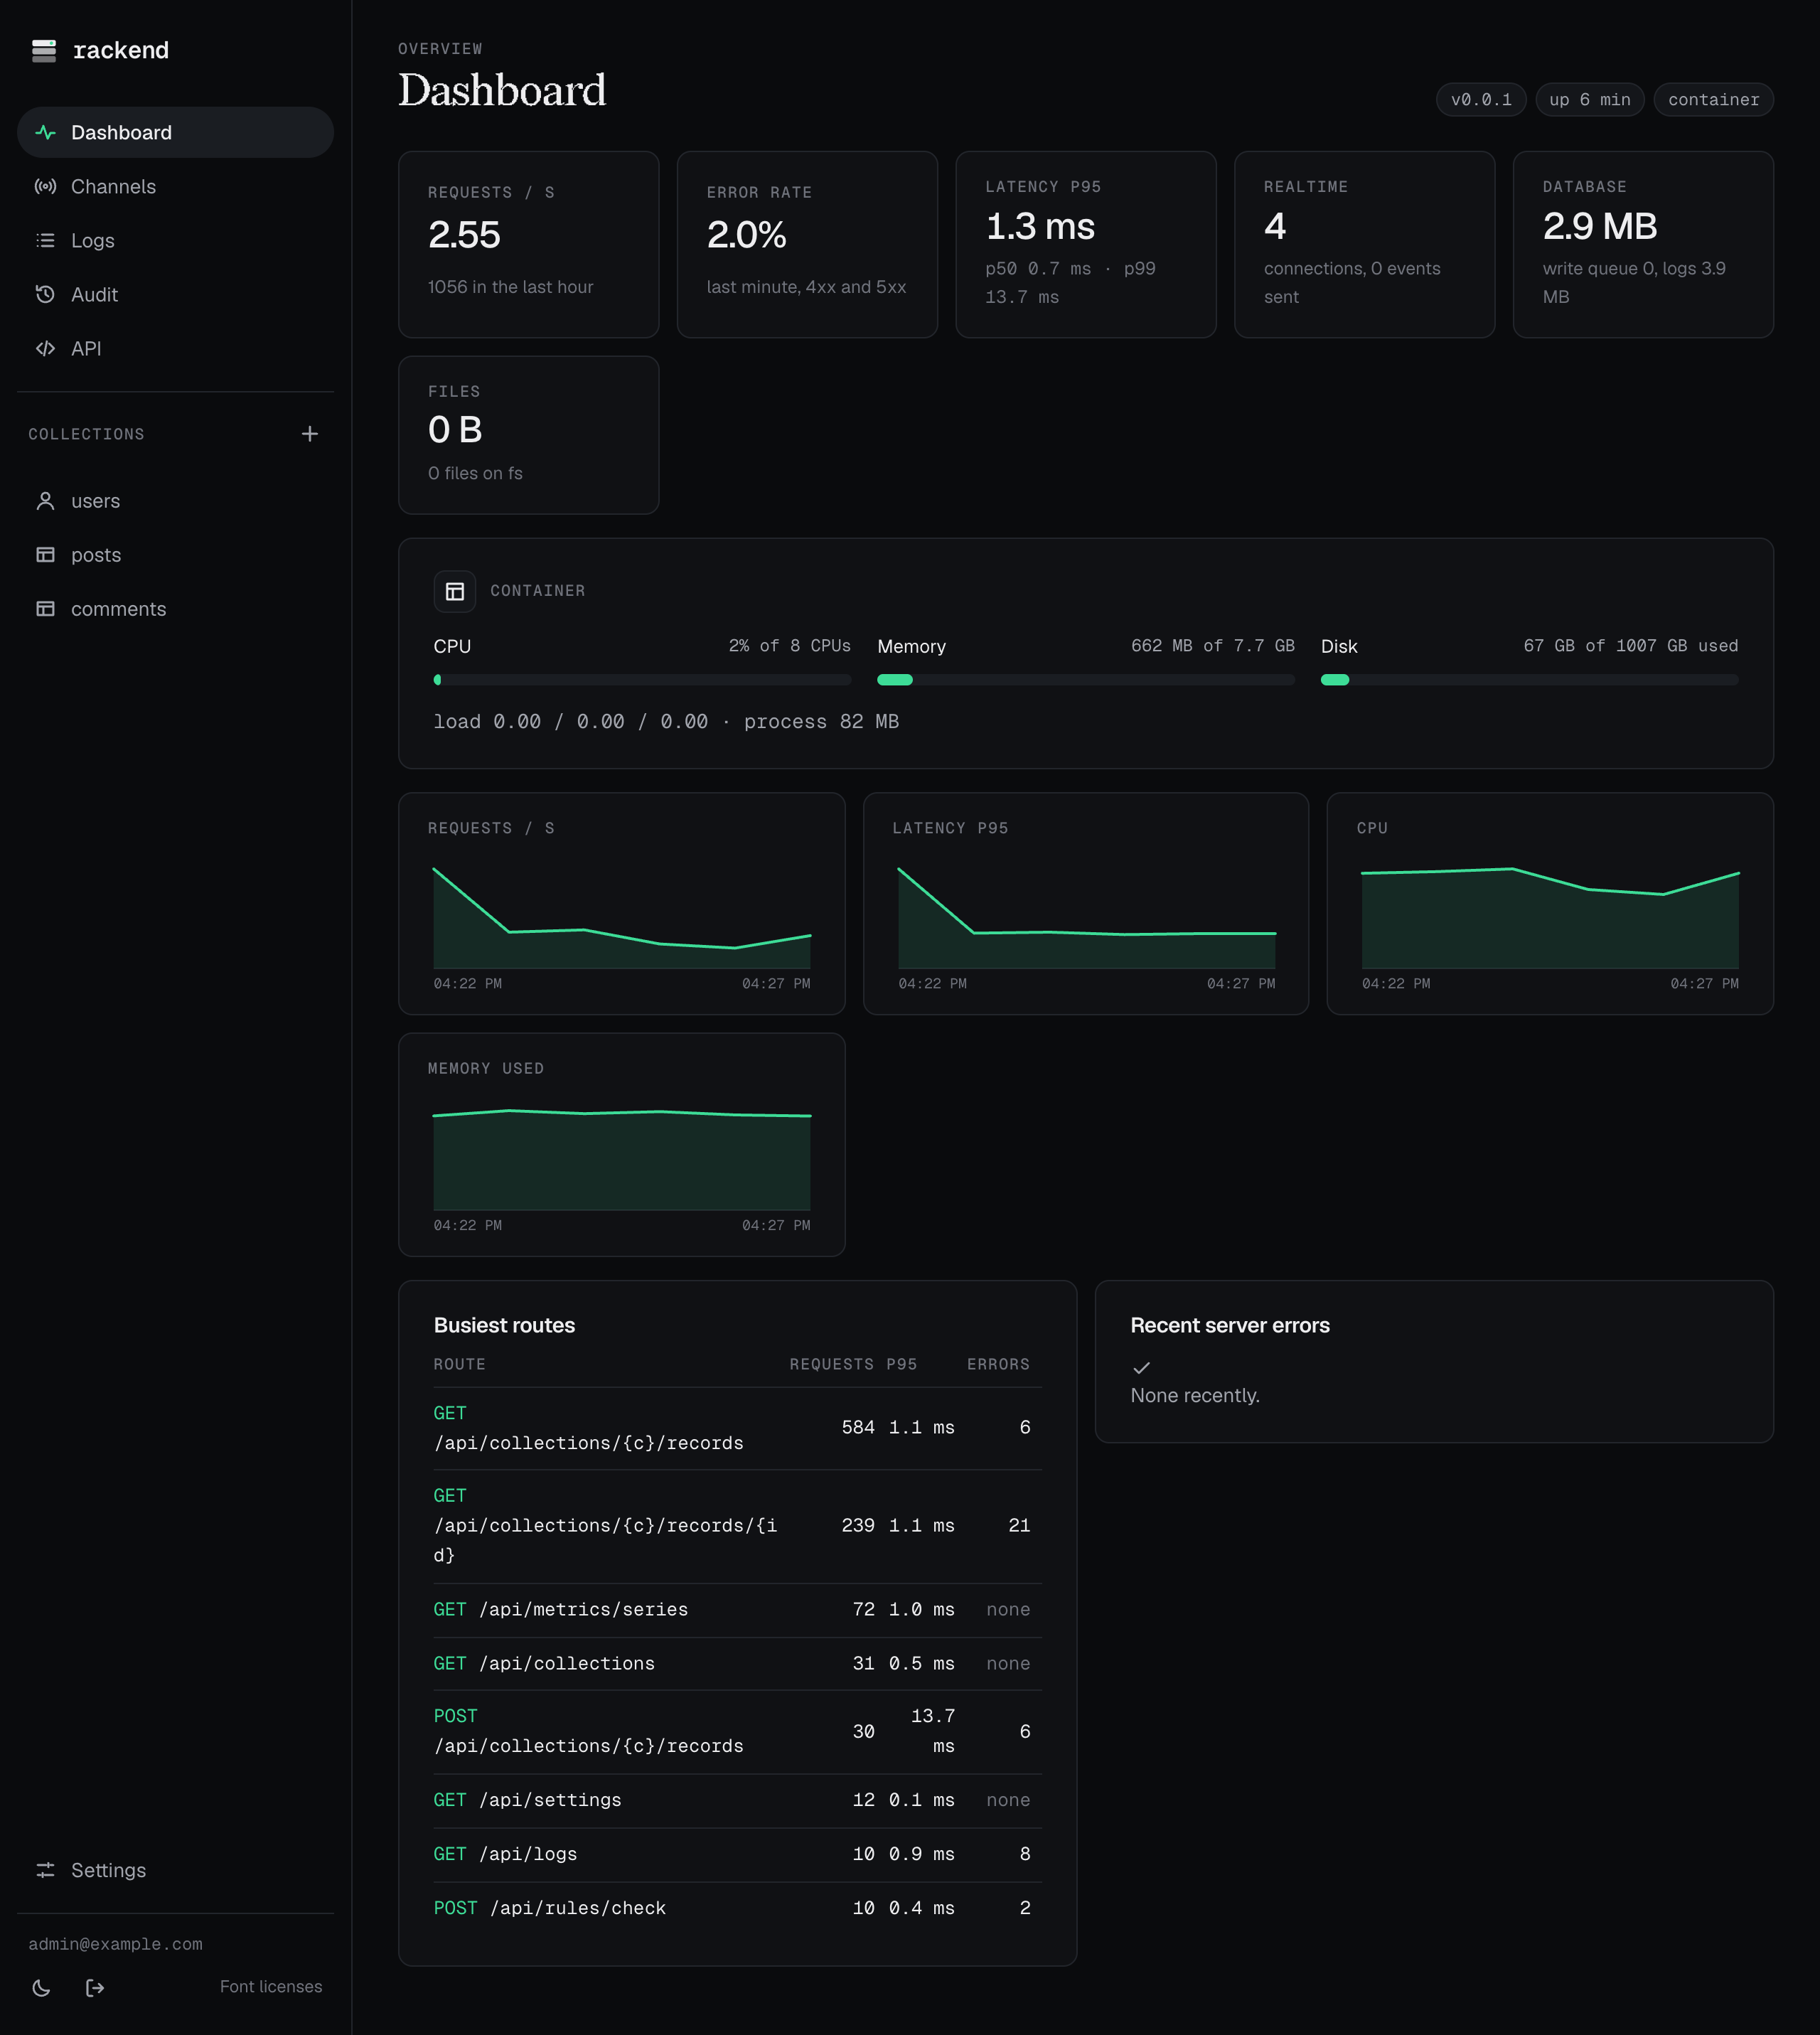 rackend
Dashboard
Channels
Logs
Audit
API
COLLECTIONS
users
posts
comments
Settings
admin@example.com
Font licenses
OVERVIEW
Dashboard
v0.0.1
up 6 min
container
REQUESTS / S
2.55
1056 in the last hour
ERROR RATE
2.0%
last minute, 4xx and 5xx
LATENCY P95
1.3 ms
p50 0.7 ms · p99
13.7 ms
REALTIME
4
connections, 0 events
sent
DATABASE
2.9 MB
write queue 0, logs 3.9
MB
FILES
0 B
0 files on fs
CONTAINER
CPU 2% of 8 CPUs
Memory 662 MB of 7.7 GB
Disk 67 GB of 1007 GB used
load 0.00 / 0.00 / 0.00 · process 82 MB
REQUESTS / S
04:22 PM 04:27 PM
LATENCY P95
04:22 PM 04:27 PM
CPU
04:22 PM 04:27 PM
MEMORY USED
04:22 PM 04:27 PM
Busiest routes
ROUTE REQUESTS P95 ERRORS
GET
/api/collections/{c}/records 584 1.1 ms 6
GET
/api/collections/{c}/records/{i 239 1.1 ms 21
d}
GET /api/metrics/series 72 1.0 ms none
GET /api/collections 31 0.5 ms none
POST 13.7
/api/collections/{c}/records 30 ms 6
GET /api/settings 12 0.1 ms none
GET /api/logs 10 0.9 ms 8
POST /api/rules/check 10 0.4 ms 2
Recent server errors
None recently.